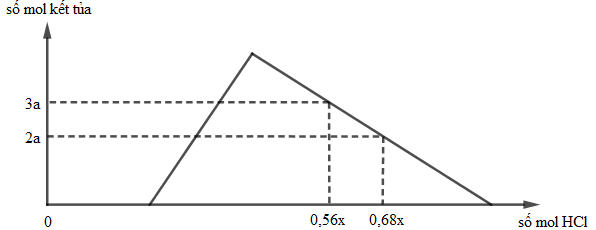 số mol kết tủa
3a
2a
0
0,56x
0,68x
số mol HCl